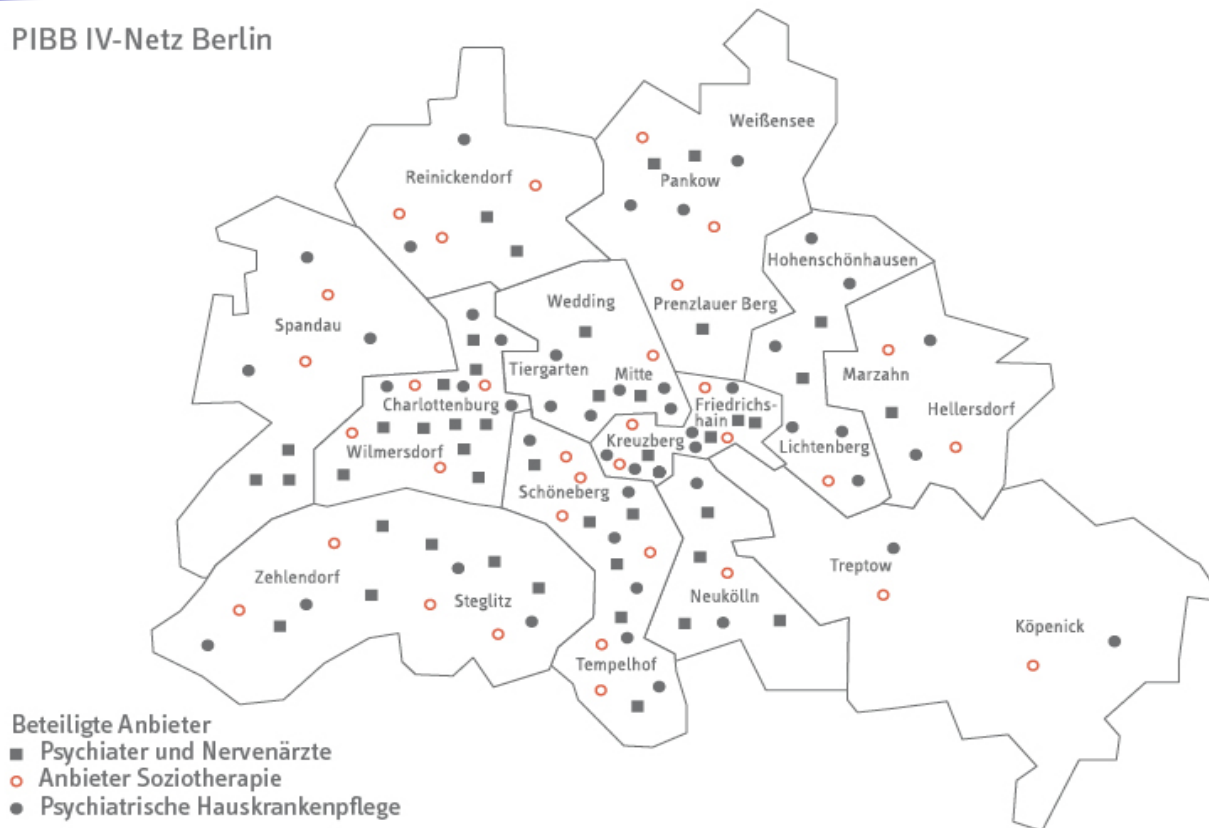 PIBB IV-Netz Berlin
Weißensee
Reinickendorf
Pankow
Hohenschönhausen
Wedding
Prenzlauer Berg
Spandau
Tiergarten
Mitte
Marzahn
Charlottenburg
Friedrichs-
hain
Hellersdorf
Kreuzberg
Lichtenberg
Wilmersdorf
Schöneberg
Treptow
Zehlendorf
Steglitz
Neukölln
Köpenick
Tempelhof
Beteiligte Anbieter
Psychiater und Nervenärzte
Anbieter Soziotherapie
Psychiatrische Hauskrankenpflege